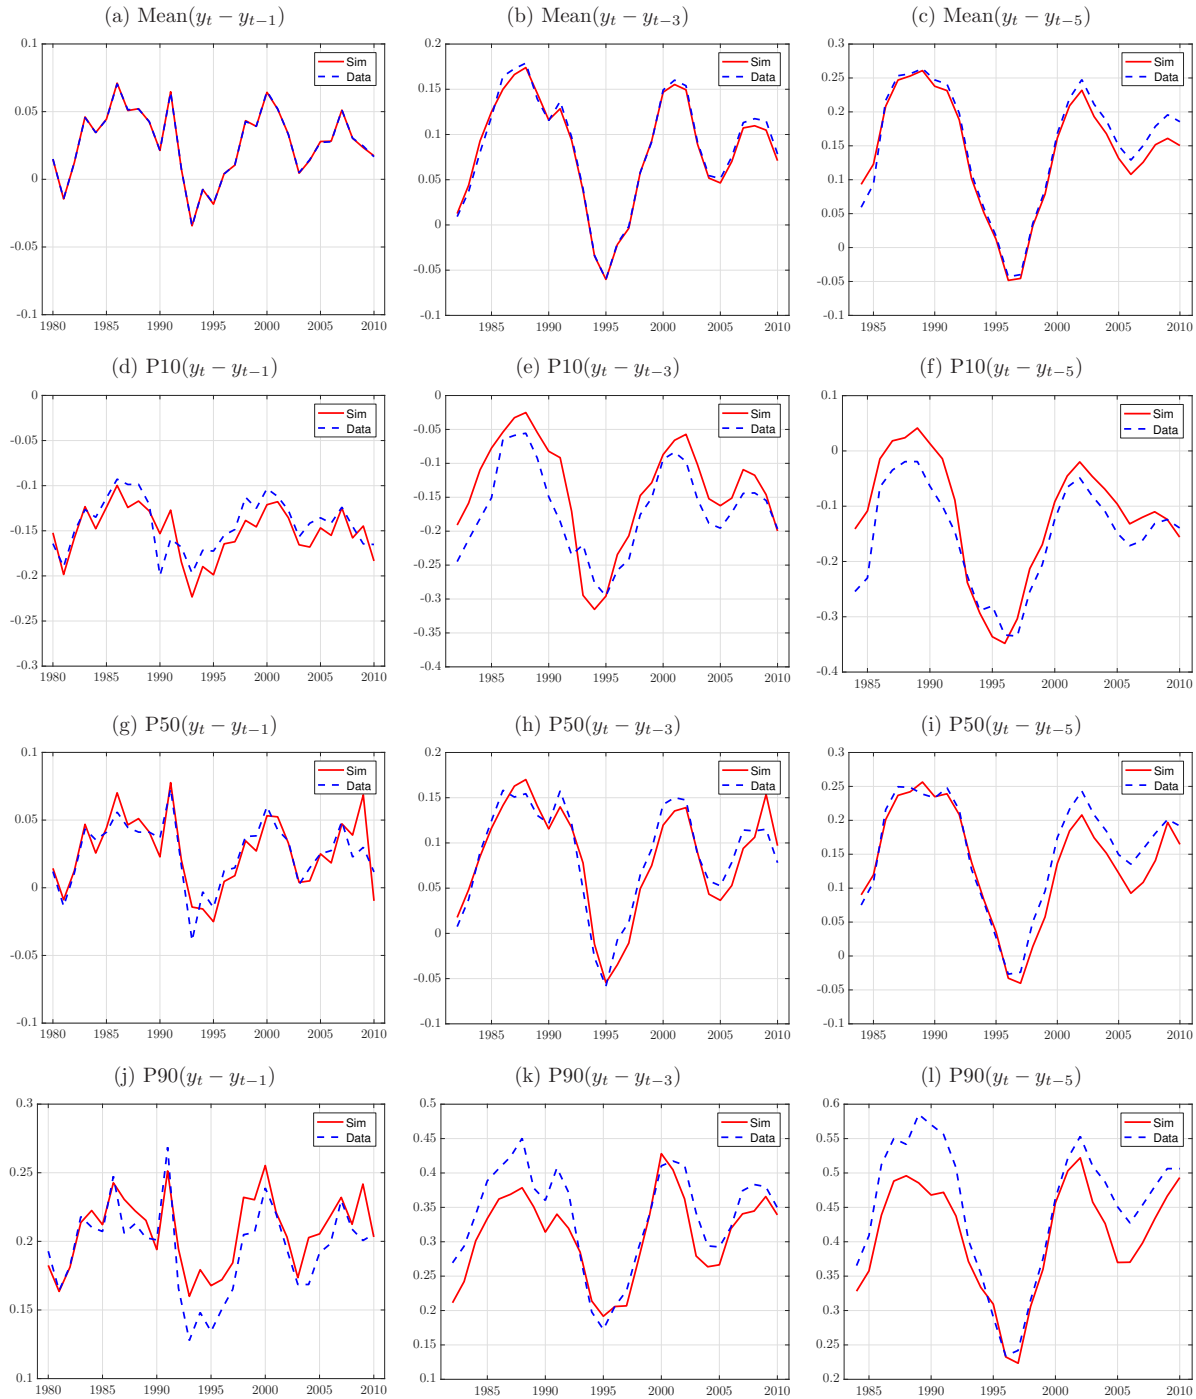 (a) Mean(y_t − y_{t−1})
(b) Mean(y_t − y_{t−3})
(c) Mean(y_t − y_{t−5})
0.1
0.05
0
-0.05
-0.1
1980 1985 1990 1995 2000 2005 2010
Sim
Data
0.2
0.15
0.1
0.05
0
-0.05
-0.1
1985 1990 1995 2000 2005 2010
Sim
Data
0.3
0.25
0.2
0.15
0.1
0.05
0
-0.05
-0.1
1985 1990 1995 2000 2005 2010
Sim
Data
(d) P10(y_t − y_{t−1})
(e) P10(y_t − y_{t−3})
(f) P10(y_t − y_{t−5})
0
-0.05
-0.1
-0.15
-0.2
-0.25
-0.3
1980 1985 1990 1995 2000 2005 2010
Sim
Data
0
-0.05
-0.1
-0.15
-0.2
-0.25
-0.3
-0.35
-0.4
1985 1990 1995 2000 2005 2010
Sim
Data
0.1
0
-0.1
-0.2
-0.3
-0.4
1985 1990 1995 2000 2005 2010
Sim
Data
(g) P50(y_t − y_{t−1})
(h) P50(y_t − y_{t−3})
(i) P50(y_t − y_{t−5})
0.1
0.05
0
-0.05
-0.1
1980 1985 1990 1995 2000 2005 2010
Sim
Data
0.2
0.15
0.1
0.05
0
-0.05
-0.1
1985 1990 1995 2000 2005 2010
Sim
Data
0.3
0.25
0.2
0.15
0.1
0.05
0
-0.05
-0.1
1985 1990 1995 2000 2005 2010
Sim
Data
(j) P90(y_t − y_{t−1})
(k) P90(y_t − y_{t−3})
(l) P90(y_t − y_{t−5})
0.3
0.25
0.2
0.15
0.1
1980 1985 1990 1995 2000 2005 2010
Sim
Data
0.5
0.45
0.4
0.35
0.3
0.25
0.2
0.15
0.1
1985 1990 1995 2000 2005 2010
Sim
Data
0.6
0.55
0.5
0.45
0.4
0.35
0.3
0.25
0.2
1985 1990 1995 2000 2005 2010
Sim
Data